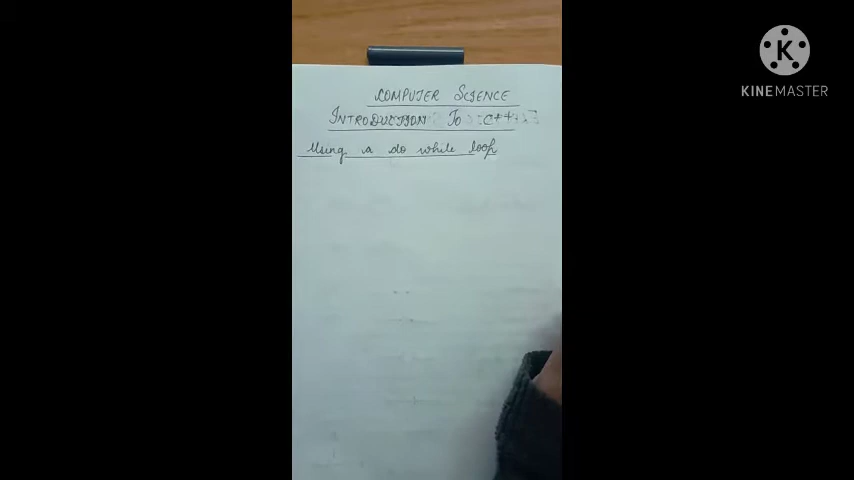 COMPUTER SCIENCE
INTRODUCTION TO C++
Using a do while loop
K
KINEMASTER